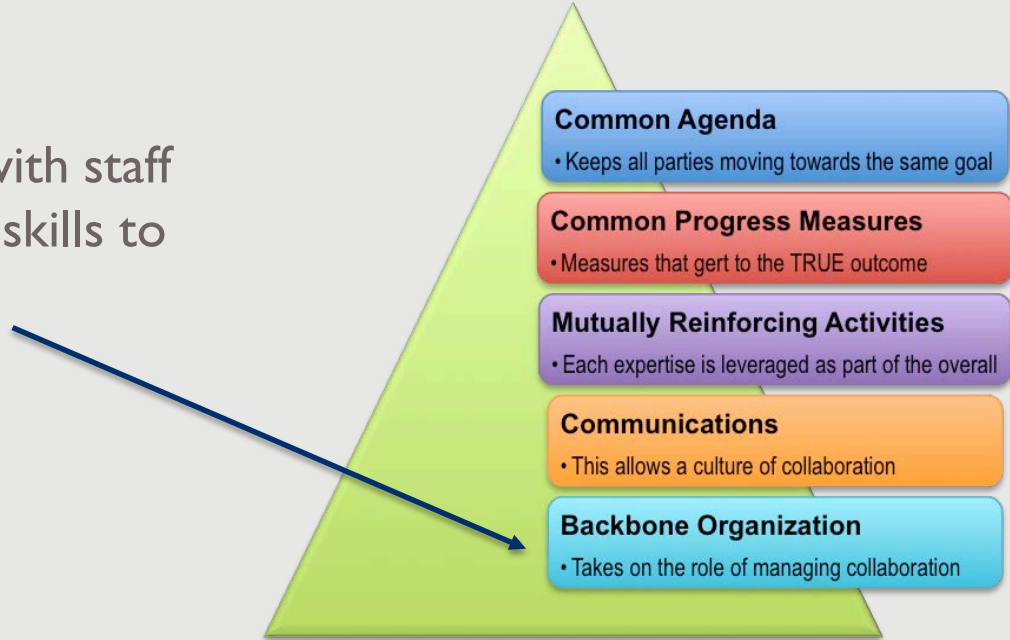 with staff
skills to
Common Agenda
• Keeps all parties moving towards the same goal
Common Progress Measures
• Measures that gert to the TRUE outcome
Mutually Reinforcing Activities
• Each expertise is leveraged as part of the overall
Communications
• This allows a culture of collaboration
Backbone Organization
• Takes on the role of managing collaboration